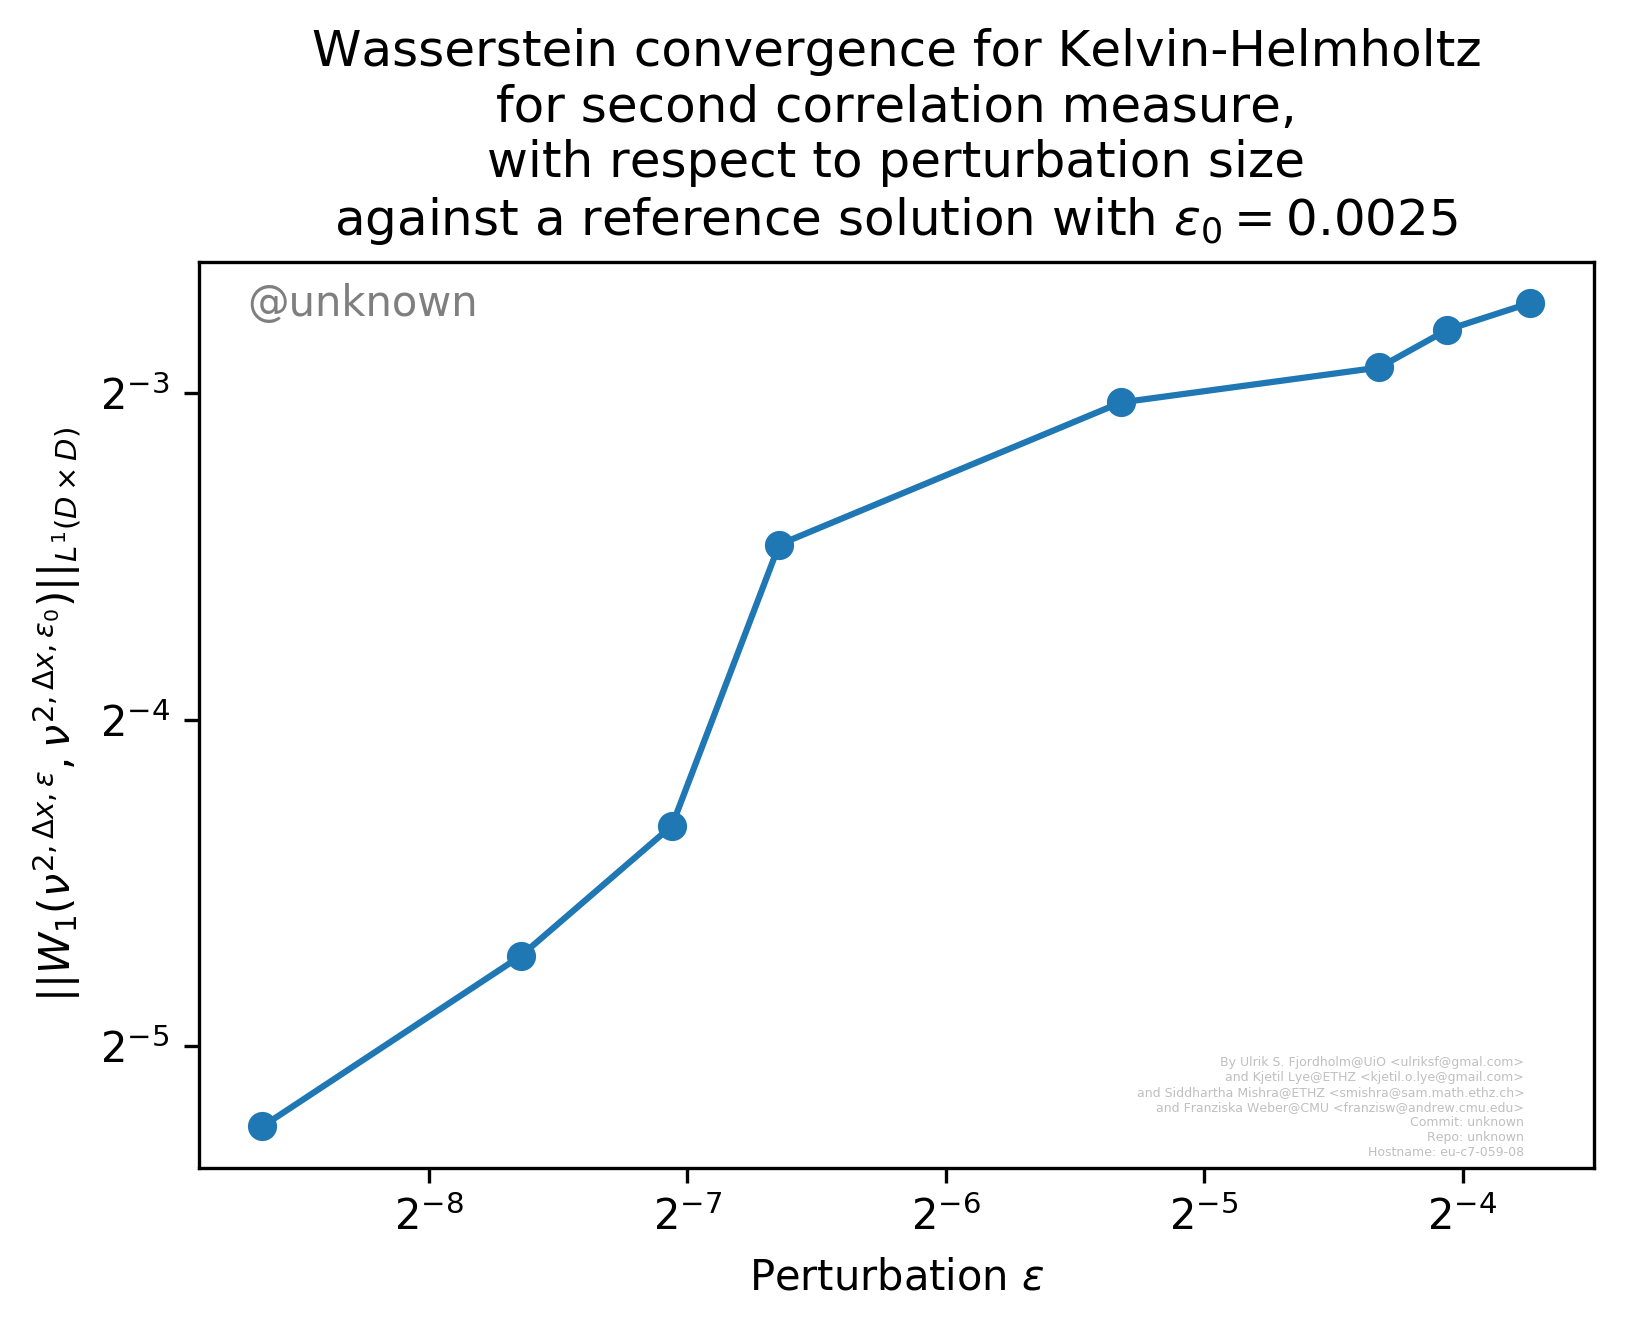 Wasserstein convergence for Kelvin-Helmholtz
for second correlation measure,
with respect to perturbation size
against a reference solution with ε₀ = 0.0025
@unknown
2⁻³
2⁻⁴
2⁻⁵
||W₁(ν^{2,Δx,ε}, ν^{2,Δx,ε₀})||_{L¹(D×D)}
By Ulrik S. Fjordholm@UiO <ulriksf@gmal.com>
and Kjetil Lye@ETHZ <kjetil.o.lye@gmail.com>
and Siddhartha Mishra@ETHZ <smishra@sam.math.ethz.ch>
and Franziska Weber@CMU <franzisw@andrew.cmu.edu>
Commit: unknown
Repo: unknown
Hostname: eu-c7-059-08
2⁻⁸ 2⁻⁷ 2⁻⁶ 2⁻⁵ 2⁻⁴
Perturbation ε